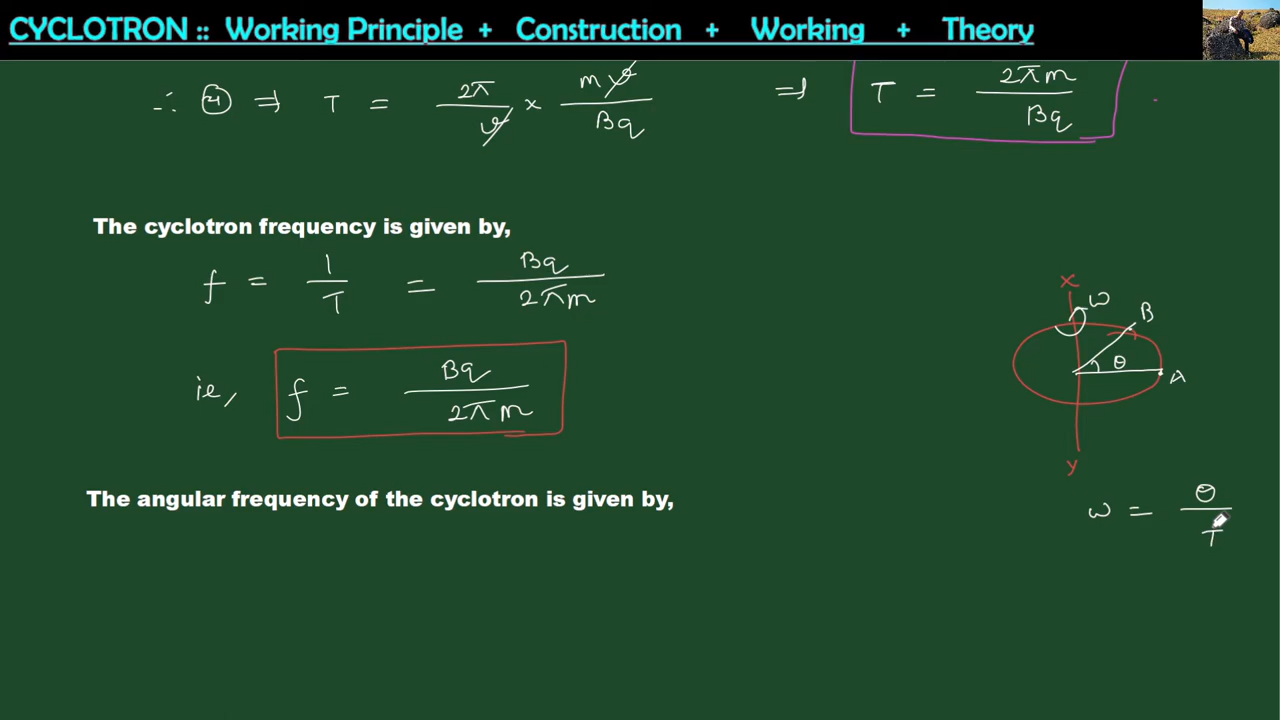 CYCLOTRON :: Working Principle + Construction + Working + Theory
∴ (4) ⇒ T = 2π/v × mv/Bq ⇒ T = 2πm/Bq
The cyclotron frequency is given by,
f = 1/T = Bq/2πm
ie, f = Bq/2πm
X
ω
B
θ
A
Y
The angular frequency of the cyclotron is given by,
ω = θ/T